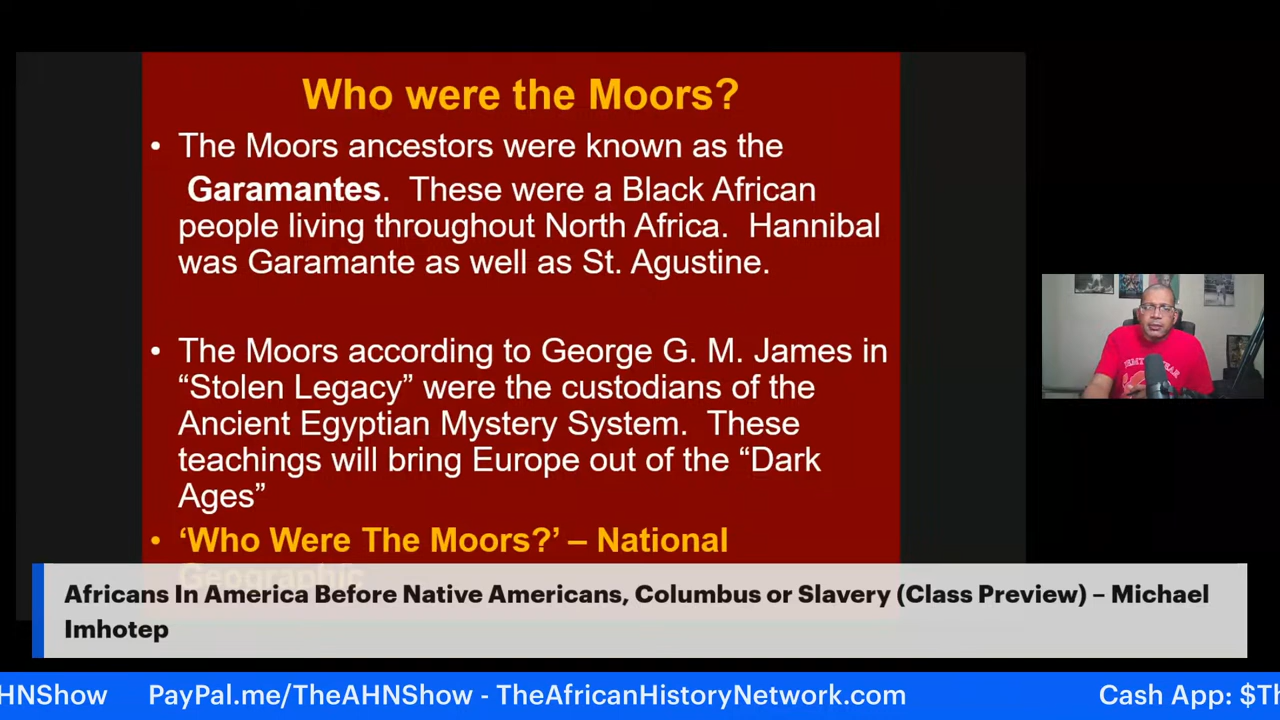 Who were the Moors?
• The Moors ancestors were known as the
Garamantes. These were a Black African
people living throughout North Africa. Hannibal
was Garamante as well as St. Agustine.
• The Moors according to George G. M. James in
“Stolen Legacy” were the custodians of the
Ancient Egyptian Mystery System. These
teachings will bring Europe out of the “Dark
Ages”
• ‘Who Were The Moors?’ – National
Geographic
Africans In America Before Native Americans, Columbus or Slavery (Class Preview) – Michael
Imhotep
HNShow PayPal.me/TheAHNShow - TheAfricanHistoryNetwork.com Cash App: $Th